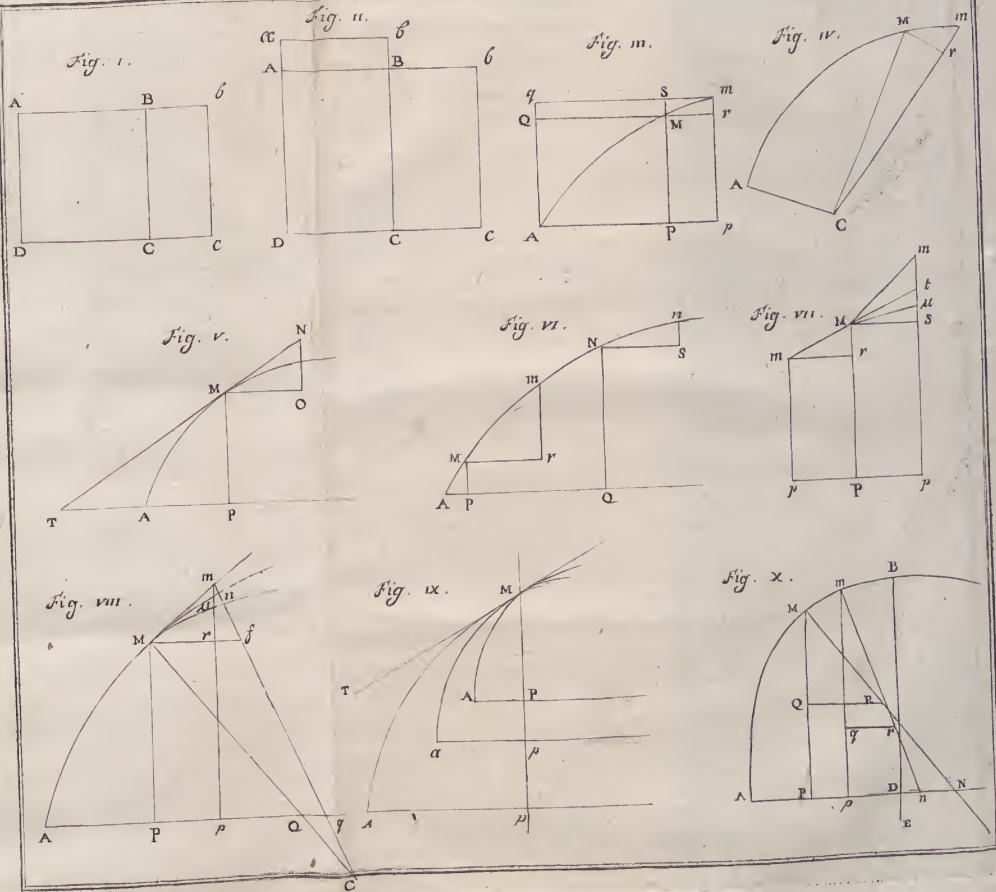 Fig. I.
A B b
D C c
Fig. II.
a b
A B b
D C c
Fig. III.
q S m
Q M r
A P p
Fig. IV.
M m
r
A
C
Fig. V.
N
M
O
T A P
Fig. VI.
n
N
S
m
M r
A P Q
Fig. VII.
m
t
μ
M S
m r
p P p
Fig. VIII.
m
n
μ
M r f
A P p Q q
C
Fig. IX.
M
T
A P
a p
A p
Fig. X.
B
m
M
Q R
q r
A P p D n N
E